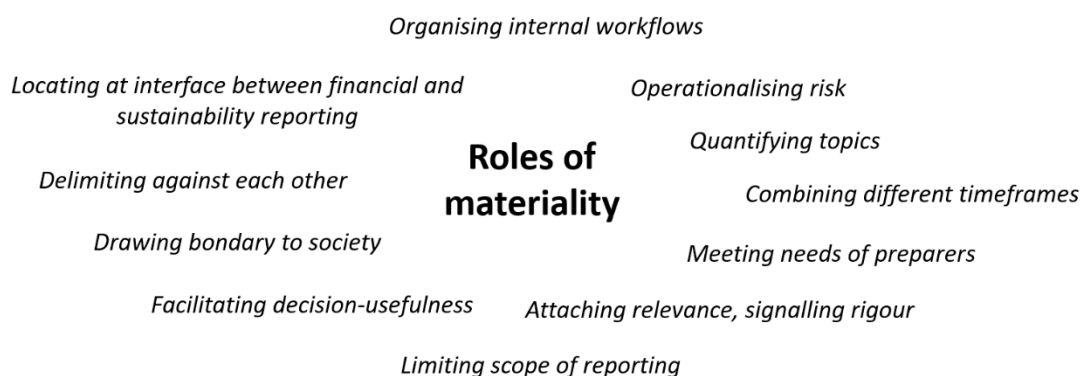 Organising internal workflows
Locating at interface between financial and
sustainability reporting
Operationalising risk
Quantifying topics
Roles of
materiality
Delimiting against each other
Combining different timeframes
Drawing bondary to society
Meeting needs of preparers
Facilitating decision-usefulness
Attaching relevance, signalling rigour
Limiting scope of reporting